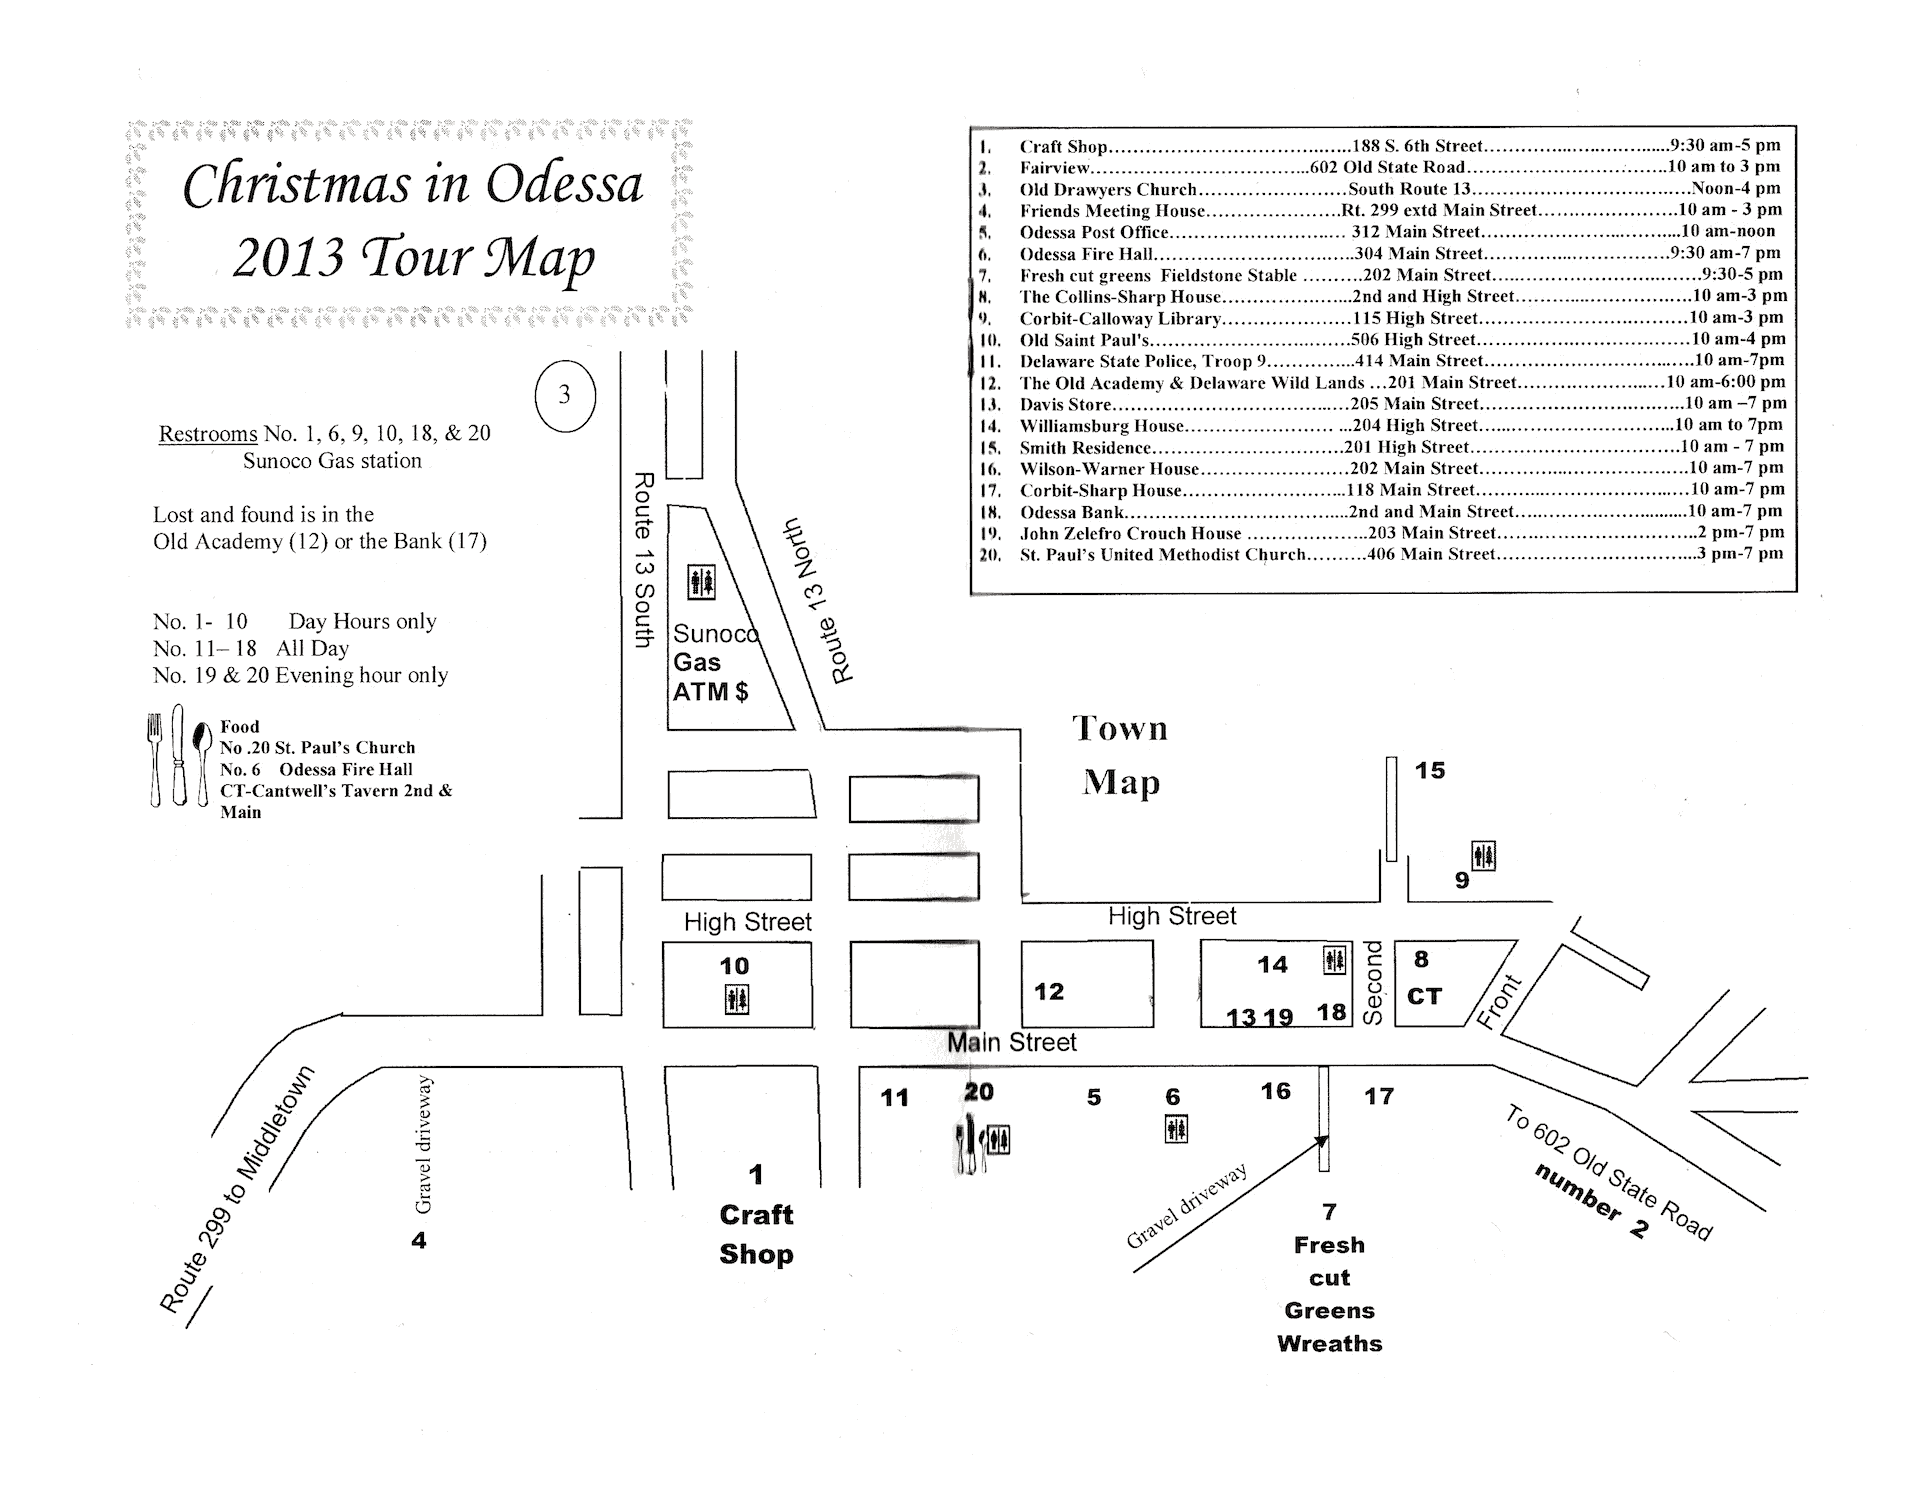 Christmas in Odessa
2013 Tour Map
1. Craft Shop........................................188 S. 6th Street...............................9:30 am-5 pm
2. Fairview....................................602 Old State Road.................................10 am to 3 pm
3. Old Drawyers Church.........................South Route 13.....................................Noon-4 pm
4. Friends Meeting House......................Rt. 299 extd Main Street.......................10 am - 3 pm
5. Odessa Post Office............................. 312 Main Street.................................10 am-noon
6. Odessa Fire Hall.................................304 Main Street...............................9:30 am-7 pm
7. Fresh cut greens Fieldstone Stable .........202 Main Street...................................9:30-5 pm
8. The Collins-Sharp House......................2nd and High Street.............................10 am-3 pm
9. Corbit-Calloway Library......................115 High Street...................................10 am-3 pm
10. Old Saint Paul's.................................506 High Street....................................10 am-4 pm
11. Delaware State Police, Troop 9..............414 Main Street...................................10 am-7pm
12. The Old Academy & Delaware Wild Lands ...201 Main Street........................10 am-6:00 pm
13. Davis Store........................................205 Main Street..................................10 am –7 pm
14. Williamsburg House........................ ...204 High Street................................10 am to 7pm
15. Smith Residence................................201 High Street...................................10 am - 7 pm
16. Wilson-Warner House.........................202 Main Street...................................10 am-7 pm
17. Corbit-Sharp House...........................118 Main Street...................................10 am-7 pm
18. Odessa Bank.....................................2nd and Main Street............................10 am-7 pm
19. John Zelefro Crouch House ....................203 Main Street.................................2 pm-7 pm
20. St. Paul's United Methodist Church..........406 Main Street.................................3 pm-7 pm
3
Restrooms No. 1, 6, 9, 10, 18, & 20
Sunoco Gas station
Lost and found is in the
Old Academy (12) or the Bank (17)
No. 1- 10 Day Hours only
No. 11– 18 All Day
No. 19 & 20 Evening hour only
Food
No .20 St. Paul's Church
No. 6 Odessa Fire Hall
CT-Cantwell's Tavern 2nd &
Main
Route 13 South
Route 13 North
Sunoco
Gas
ATM $
Town
Map
15
9
High Street
High Street
10
12
14
13 19
18
Second
8
CT
Front
Main Street
11
20
5
6
16
17
Route 299 to Middletown
Gravel driveway
4
1
Craft
Shop
Gravel driveway
7
Fresh
cut
Greens
Wreaths
To 602 Old State Road
number 2